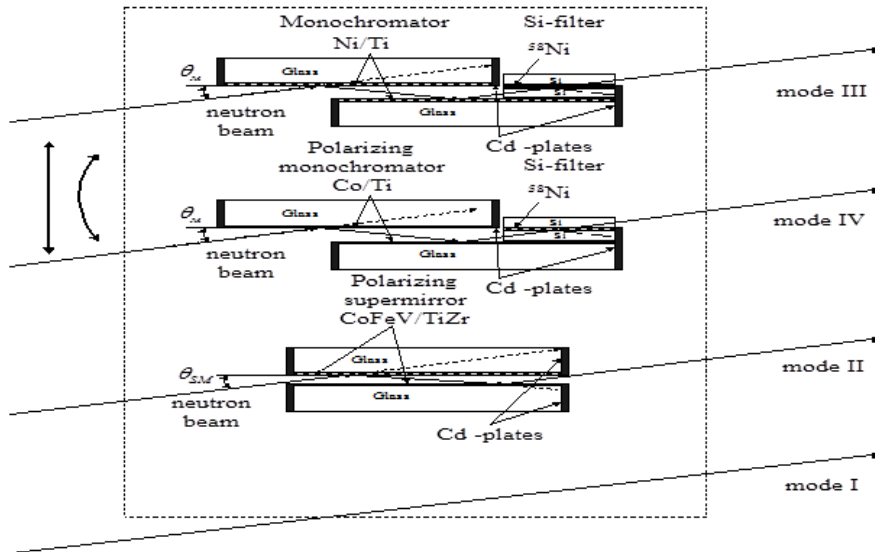 Monochromator
Ni/Ti
Si-filter
⁵⁸Ni
Glass
Si
Si
θM
neutron
beam
Glass
Cd -plates
mode III
Polarizing
monochromator
Co/Ti
Si-filter
⁵⁸Ni
Glass
Si
Si
θM
neutron
beam
Glass
Cd -plates
mode IV
Polarizing
supermirror
CoFeV/TiZr
Glass
θSM
neutron
beam
Glass
Cd -plates
mode II
mode I